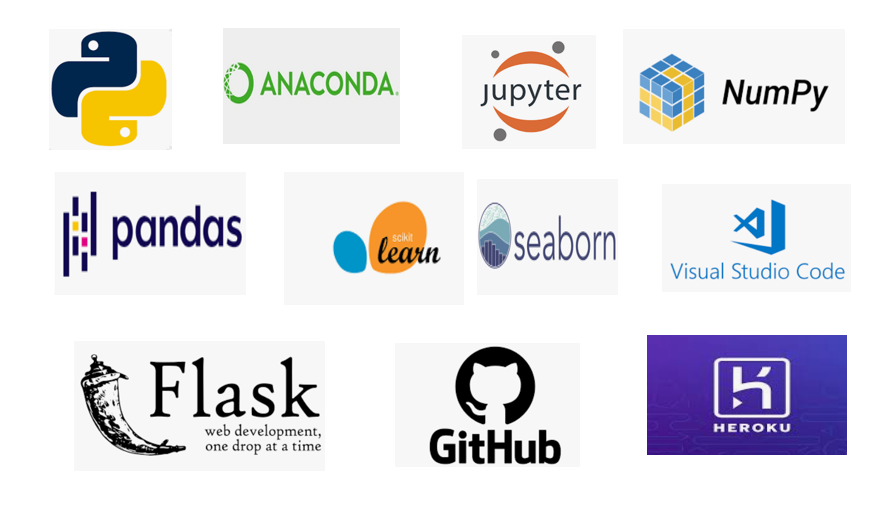 ANACONDA®
jupyter
NumPy
pandas
scikit
learn
seaborn
Visual Studio Code
Flask
web development,
one drop at a time
GitHub
HEROKU